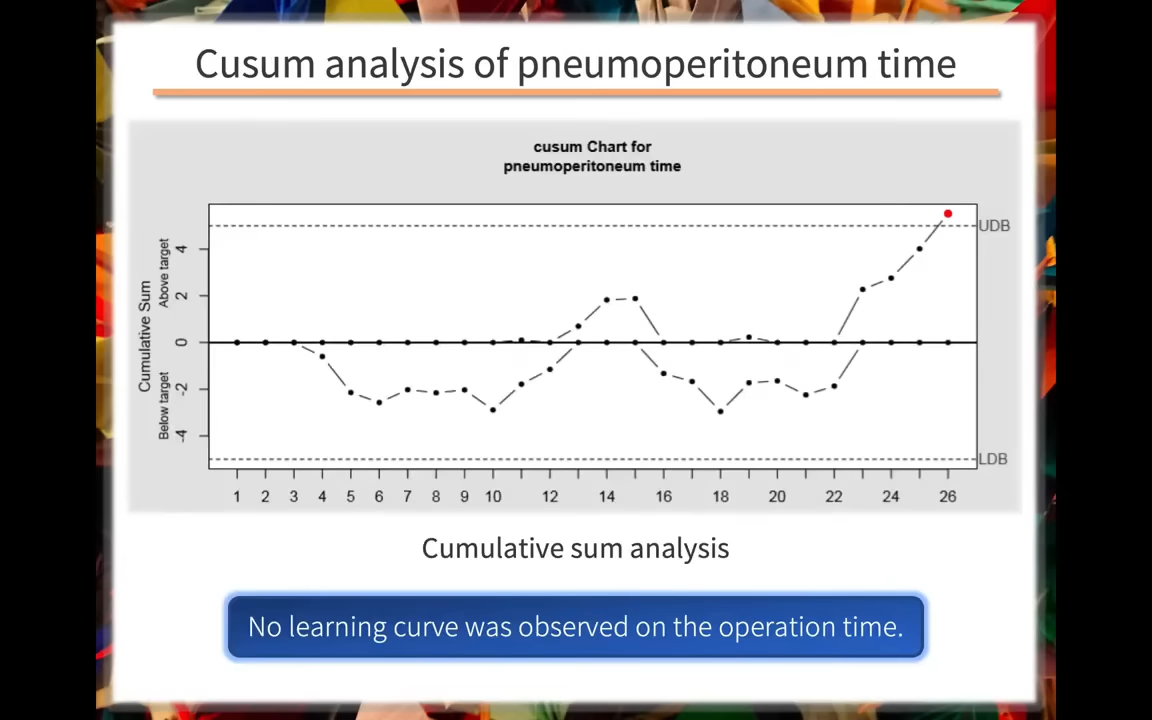 Cusum analysis of pneumoperitoneum time
cusum Chart for
pneumoperitoneum time
Cumulative Sum
Below target
Above target
4
2
0
-2
-4
UDB
LDB
1 2 3 4 5 6 7 8 9 10 12 14 16 18 20 22 24 26
Cumulative sum analysis
No learning curve was observed on the operation time.